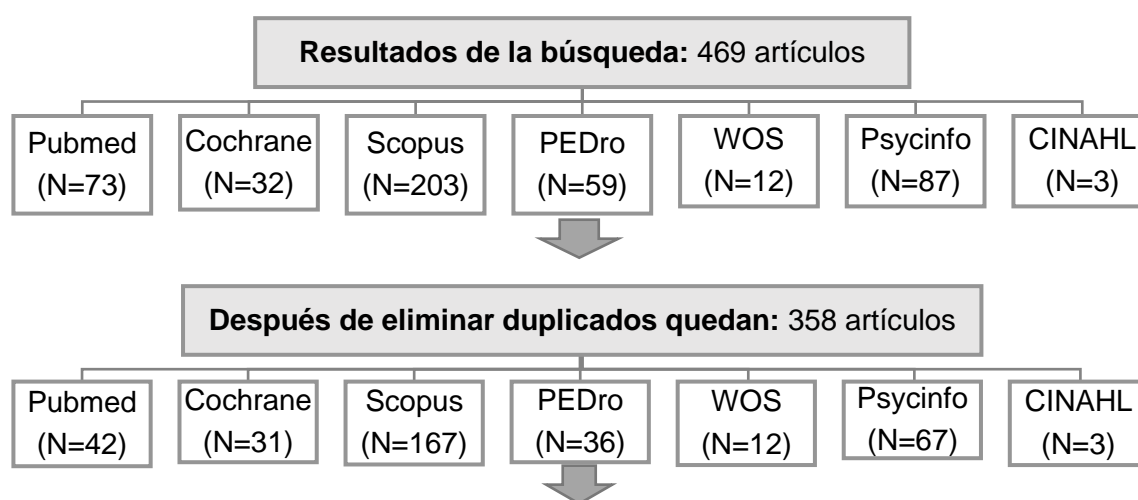 Resultados de la búsqueda: 469 artículos
Pubmed
(N=73)
Cochrane
(N=32)
Scopus
(N=203)
PEDro
(N=59)
WOS
(N=12)
Psycinfo
(N=87)
CINAHL
(N=3)
Después de eliminar duplicados quedan: 358 artículos
Pubmed
(N=42)
Cochrane
(N=31)
Scopus
(N=167)
PEDro
(N=36)
WOS
(N=12)
Psycinfo
(N=67)
CINAHL
(N=3)